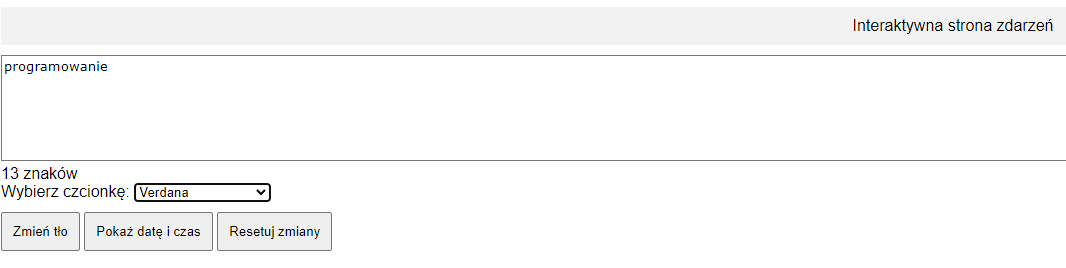 Interaktywna strona zdarzeń
programowanie
13 znaków
Wybierz czcionkę: Verdana
Zmień tło Pokaż datę i czas Resetuj zmiany